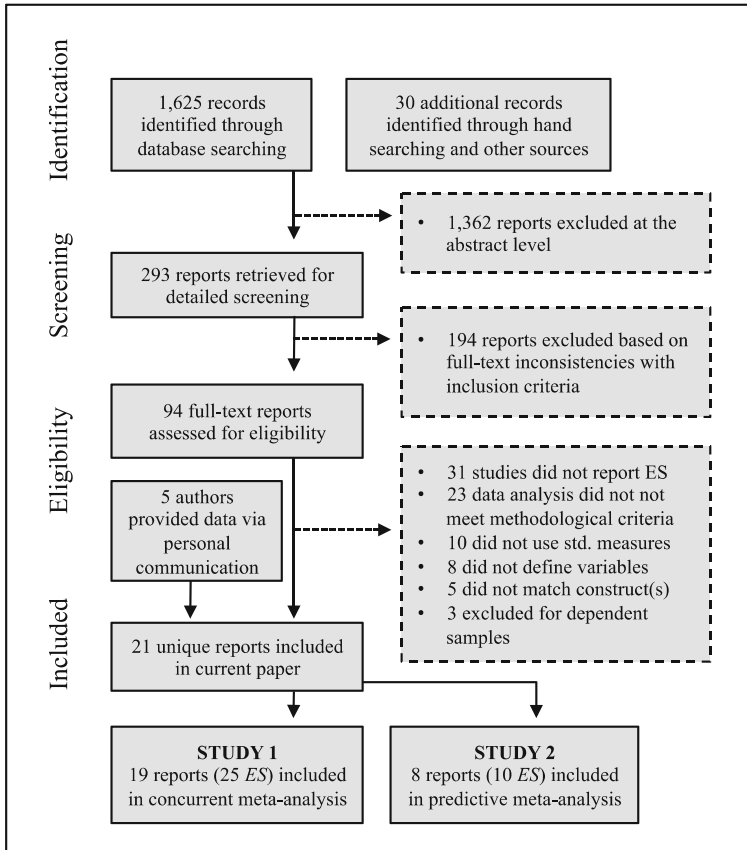 Identification
1,625 records
identified through
database searching
30 additional records
identified through hand
searching and other sources
• 1,362 reports excluded at the
abstract level
Screening
293 reports retrieved for
detailed screening
• 194 reports excluded based on
full-text inconsistencies with
inclusion criteria
Eligibility
94 full-text reports
assessed for eligibility
5 authors
provided data via
personal
communication
• 31 studies did not report ES
• 23 data analysis did not not
meet methodological criteria
• 10 did not use std. measures
• 8 did not define variables
• 5 did not match construct(s)
• 3 excluded for dependent
samples
Included
21 unique reports included
in current paper
STUDY 1
19 reports (25 ES) included
in concurrent meta-analysis
STUDY 2
8 reports (10 ES) included
in predictive meta-analysis